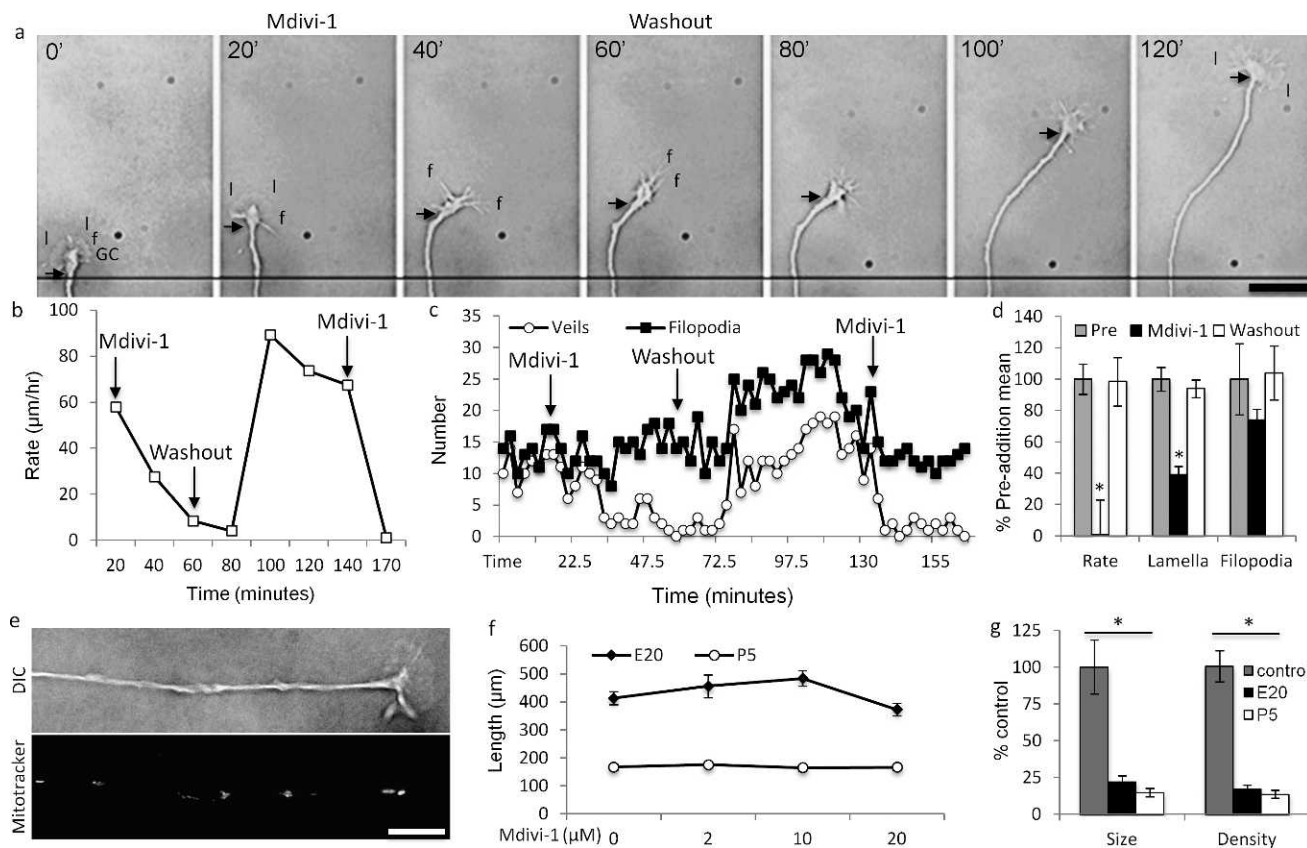 Mdivi-1 Washout
a
0' 20' 40' 60' 80' 100' 120'
l l f GC
l l f
f f
f f
l l
b
Mdivi-1
Washout
Mdivi-1
Rate (µm/hr)
100
80
60
40
20
0
20 40 60 80 100 120 140 170
Time (minutes)
c
Veils Filopodia
Mdivi-1
Washout
Mdivi-1
Number
35
30
25
20
15
10
5
0
Time 22.5 47.5 72.5 97.5 130 155
Time (minutes)
d
Pre Mdivi-1 Washout
% Pre-addition mean
140
120
100
80
60
40
20
0
* *
Rate Lamella Filopodia
e
DIC
Mitotracker
f
E20 P5
Length (µm)
600
500
400
300
200
100
0
Mdivi-1 (µM) 0 2 10 20
g
* *
control
E20
P5
% control
125
100
75
50
25
0
Size Density